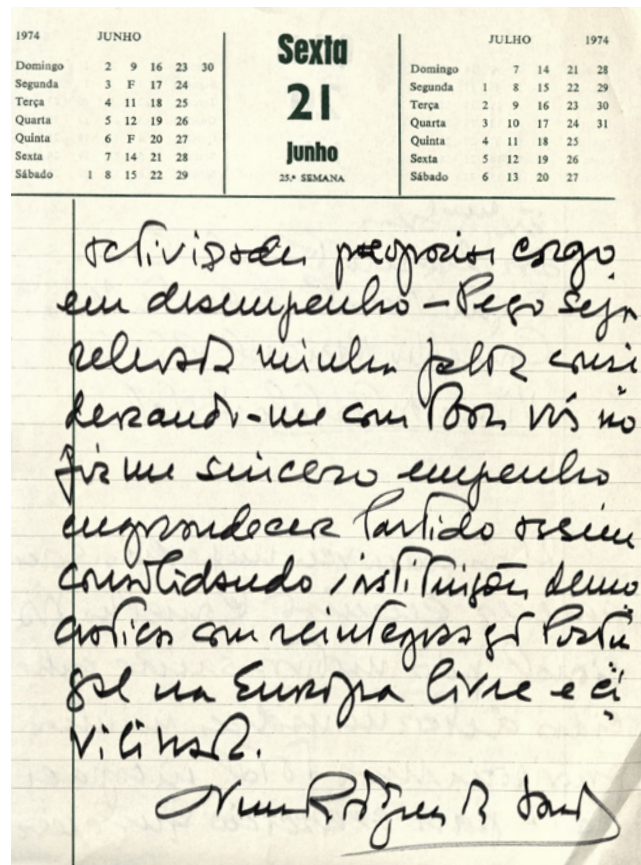 1974 JUNHO
Domingo 2 9 16 23 30
Segunda 3 F 17 24
Terça 4 11 18 25
Quarta 5 12 19 26
Quinta 6 F 20 27
Sexta 7 14 21 28
Sábado 1 8 15 22 29
Sexta
21
Junho
25.ª SEMANA
JULHO 1974
Domingo 7 14 21 28
Segunda 1 8 15 22 29
Terça 2 9 16 23 30
Quarta 3 10 17 24 31
Quinta 4 11 18 25
Sexta 5 12 19 26
Sábado 6 13 20 27
actividades proprias cargo
em desempenho - Peço seja
relevada minha falta consi
derando-me com Boa vós no
firme sincero empenho
engrandecer Partido assim
consolidando instituições demo
craticas com reintegração Portu
gal na Europa livre e ci
vilizada.